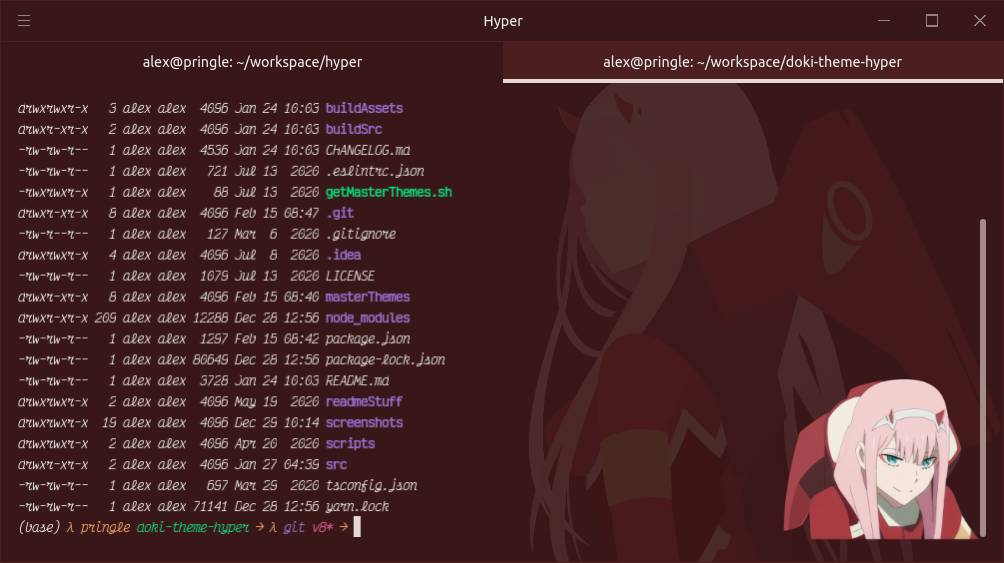 Hyper
alex@pringle: ~/workspace/hyper
alex@pringle: ~/workspace/doki-theme-hyper
drwxrwxr-x 3 alex alex 4096 Jan 24 10:03 buildAssets
drwxr-xr-x 2 alex alex 4096 Jan 24 10:03 buildSrc
-rw-rw-r-- 1 alex alex 4536 Jan 24 10:03 CHANGELOG.md
-rw-rw-r-- 1 alex alex 721 Jul 13 2020 .eslintrc.json
-rwxrwxr-x 1 alex alex 88 Jul 13 2020 getMasterThemes.sh
drwxr-xr-x 8 alex alex 4096 Feb 15 08:47 .git
-rw-r--r-- 1 alex alex 127 Mar 6 2020 .gitignore
drwxrwxr-x 4 alex alex 4096 Jul 8 2020 .idea
-rw-rw-r-- 1 alex alex 1079 Jul 13 2020 LICENSE
drwxr-xr-x 8 alex alex 4096 Feb 15 08:40 masterThemes
drwxrwxr-x 209 alex alex 12288 Dec 28 12:56 node_modules
-rw-rw-r-- 1 alex alex 1297 Feb 15 08:42 package.json
-rw-rw-r-- 1 alex alex 80649 Dec 28 12:56 package-lock.json
-rw-rw-r-- 1 alex alex 3728 Jan 24 10:03 README.md
drwxrwxr-x 2 alex alex 4096 May 19 2020 readmeStuff
drwxrwxr-x 19 alex alex 4096 Dec 29 10:14 screenshots
drwxrwxr-x 2 alex alex 4096 Apr 26 2020 scripts
drwxr-xr-x 2 alex alex 4096 Jan 27 04:39 src
-rw-rw-r-- 1 alex alex 697 Mar 29 2020 tsconfig.json
-rw-rw-r-- 1 alex alex 71141 Dec 28 12:56 yarn.lock
(base) λ pringle doki-theme-hyper → λ git v8* →